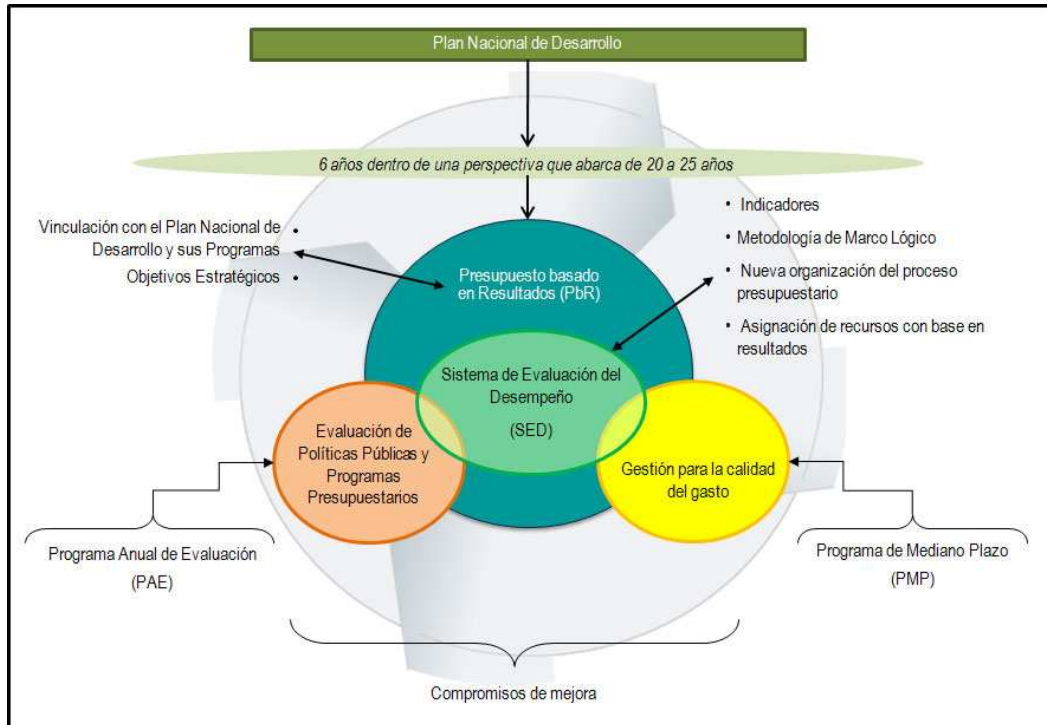 Plan Nacional de Desarrollo
6 años dentro de una perspectiva que abarca de 20 a 25 años
Vinculación con el Plan Nacional de •
Desarrollo y sus Programas
Objetivos Estratégicos •
Presupuesto basado
en Resultados (PbR)
• Indicadores
• Metodología de Marco Lógico
• Nueva organización del proceso
presupuestario
• Asignación de recursos con base en
resultados
Sistema de Evaluación del
Desempeño
(SED)
Evaluación de
Políticas Públicas y
Programas
Presupuestarios
Gestión para la calidad
del gasto
Programa Anual de Evaluación
(PAE)
Programa de Mediano Plazo
(PMP)
Compromisos de mejora